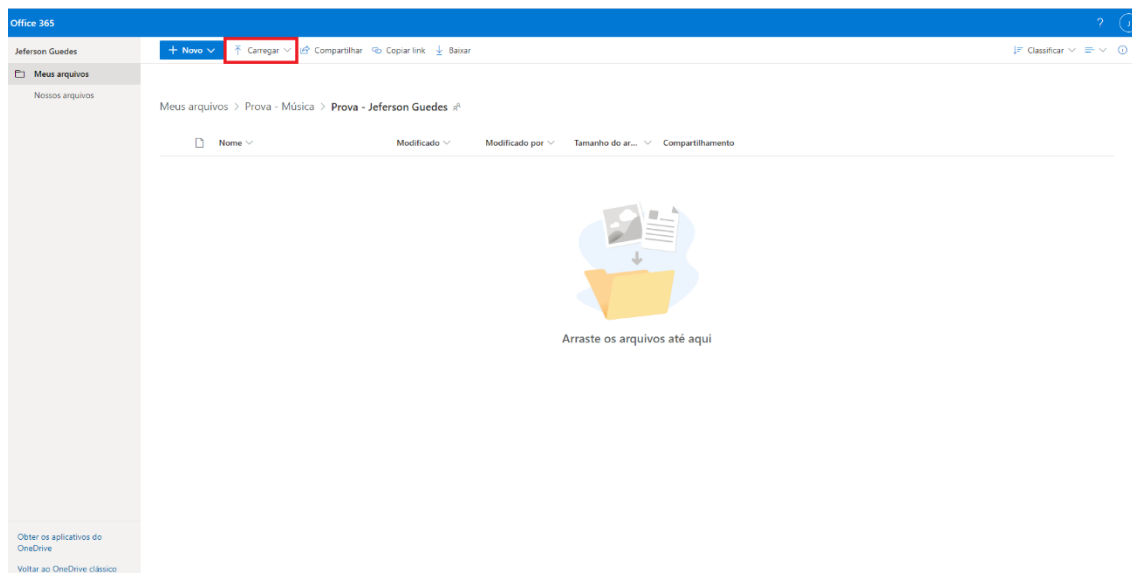 Office 365
?
Jeferson Guedes
+ Novo
Carregar
Compartilhar
Copiar link
Baixar
Classificar
Meus arquivos
Nossos arquivos
Meus arquivos > Prova - Música > Prova - Jeferson Guedes
Nome
Modificado
Modificado por
Tamanho do ar...
Compartilhamento
Arraste os arquivos até aqui
Obter os aplicativos do
OneDrive
Voltar ao OneDrive clássico